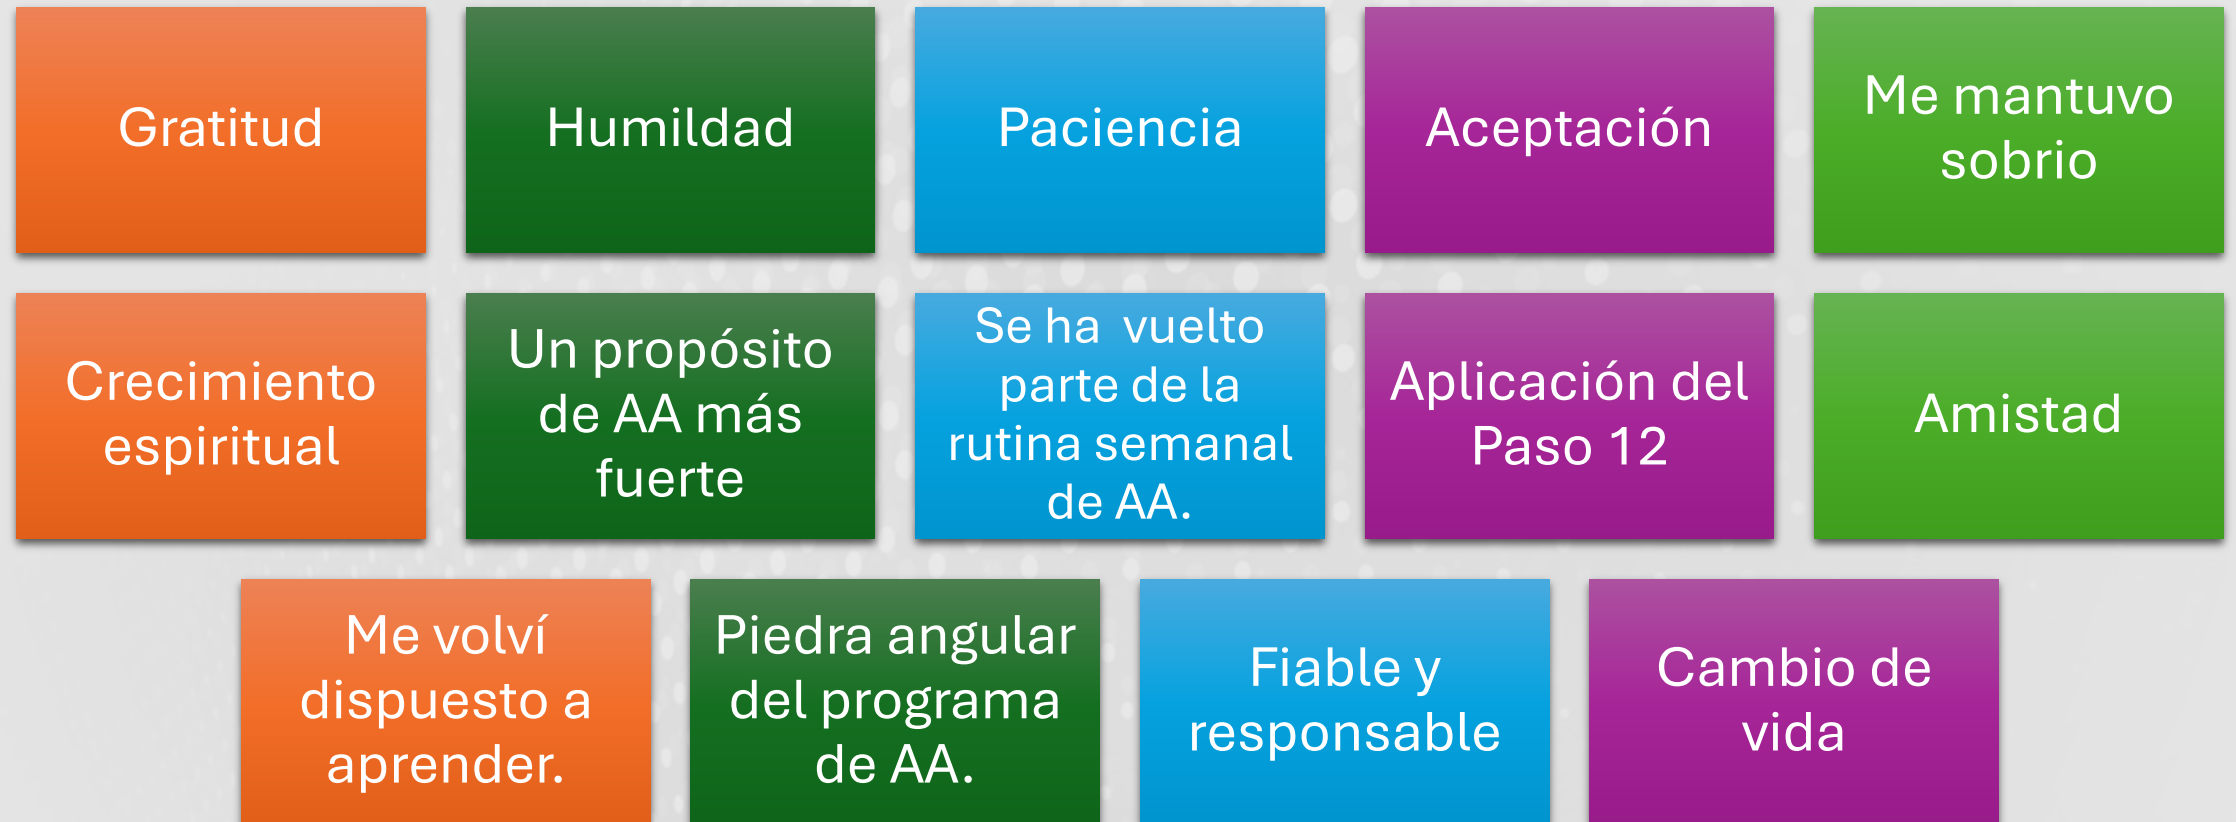 Gratitud
Humildad
Paciencia
Aceptación
Me mantuvo
sobrio
Crecimiento
espiritual
Un propósito
de AA más
fuerte
Se ha  vuelto
parte de la
rutina semanal
de AA.
Aplicación del
Paso 12
Amistad
Me volví
dispuesto a
aprender.
Piedra angular
del programa
de AA.
Fiable y
responsable
Cambio de
vida